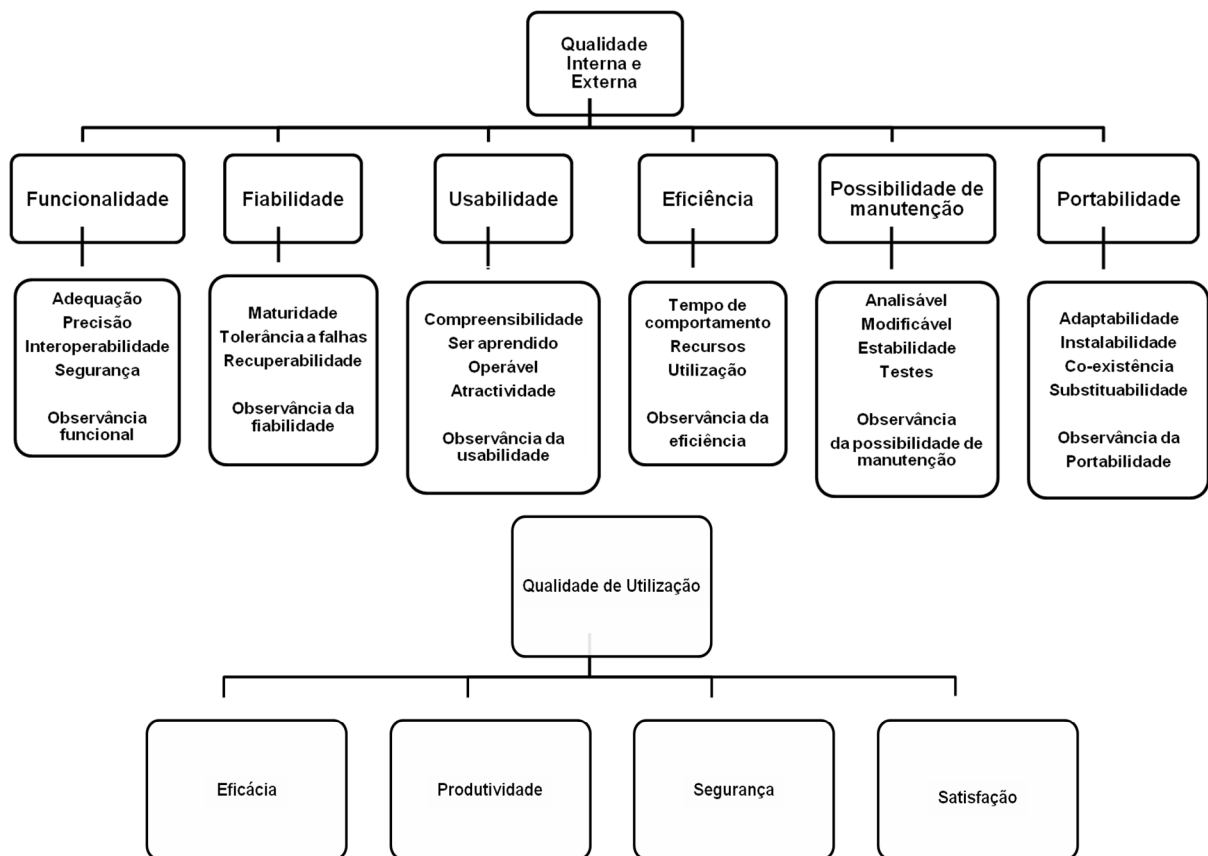 Qualidade
Interna e
Externa
Funcionalidade
Fiabilidade
Usabilidade
Eficiência
Possibilidade de
manutenção
Portabilidade
Adequação
Precisão
Interoperabilidade
Segurança
Observância
funcional
Maturidade
Tolerância a falhas
Recuperabilidade
Observância da
fiabilidade
Compreensibilidade
Ser aprendido
Operável
Atractividade
Observância da
usabilidade
Tempo de
comportamento
Recursos
Utilização
Observância da
eficiência
Analisável
Modificável
Estabilidade
Testes
Observância
da possibilidade de
manutenção
Adaptabilidade
Instalabilidade
Co-existência
Substituabilidade
Observância da
Portabilidade
Qualidade de Utilização
Eficácia
Produtividade
Segurança
Satisfação